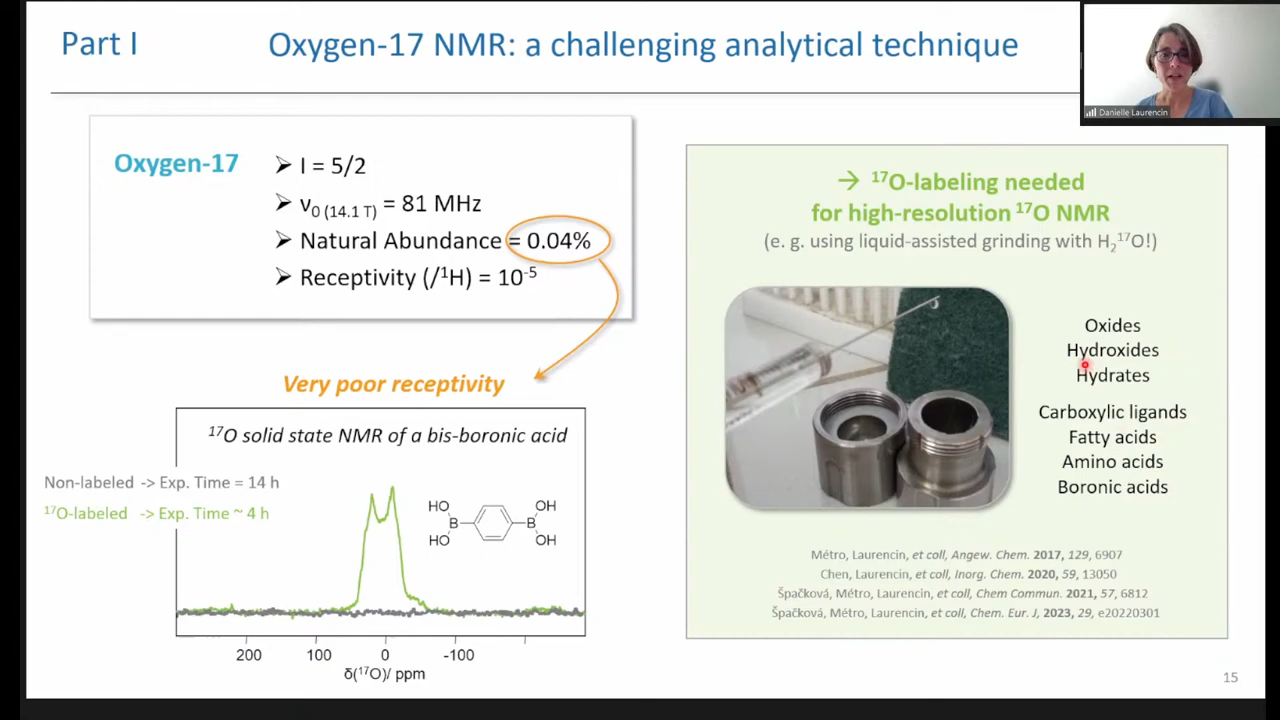 Part I
Oxygen-17 NMR: a challenging analytical technique
Danielle Laurencin
Oxygen-17
➤ I = 5/2
➤ ν₀ (14.1 T) = 81 MHz
➤ Natural Abundance = 0.04%
➤ Receptivity (/¹H) = 10⁻⁵
Very poor receptivity
¹⁷O solid state NMR of a bis-boronic acid
Non-labeled -> Exp. Time = 14 h
¹⁷O-labeled -> Exp. Time ~ 4 h
HO OH
B B
HO OH
200 100 0 -100
δ(¹⁷O)/ ppm
→ ¹⁷O-labeling needed
for high-resolution ¹⁷O NMR
(e. g. using liquid-assisted grinding with H₂¹⁷O!)
Oxides
Hydroxides
Hydrates
Carboxylic ligands
Fatty acids
Amino acids
Boronic acids
Métro, Laurencin, et coll, Angew. Chem. 2017, 129, 6907
Chen, Laurencin, et coll, Inorg. Chem. 2020, 59, 13050
Špačková, Métro, Laurencin, et coll, Chem Commun. 2021, 57, 6812
Špačková, Métro, Laurencin, et coll, Chem. Eur. J, 2023, 29, e20220301
15